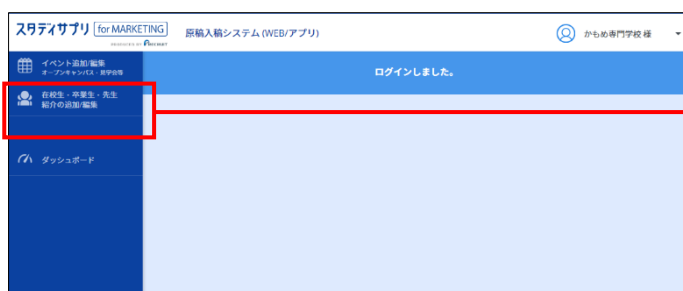 スタディサプリ for MARKETING
PRODUCED BY RECRUIT
原稿入稿システム (WEB/アプリ)
かもめ専門学校 様
イベント追加/編集
オープンキャンパス・見学会等
ログインしました。
在校生・卒業生・先生
紹介の追加/編集
ダッシュボード